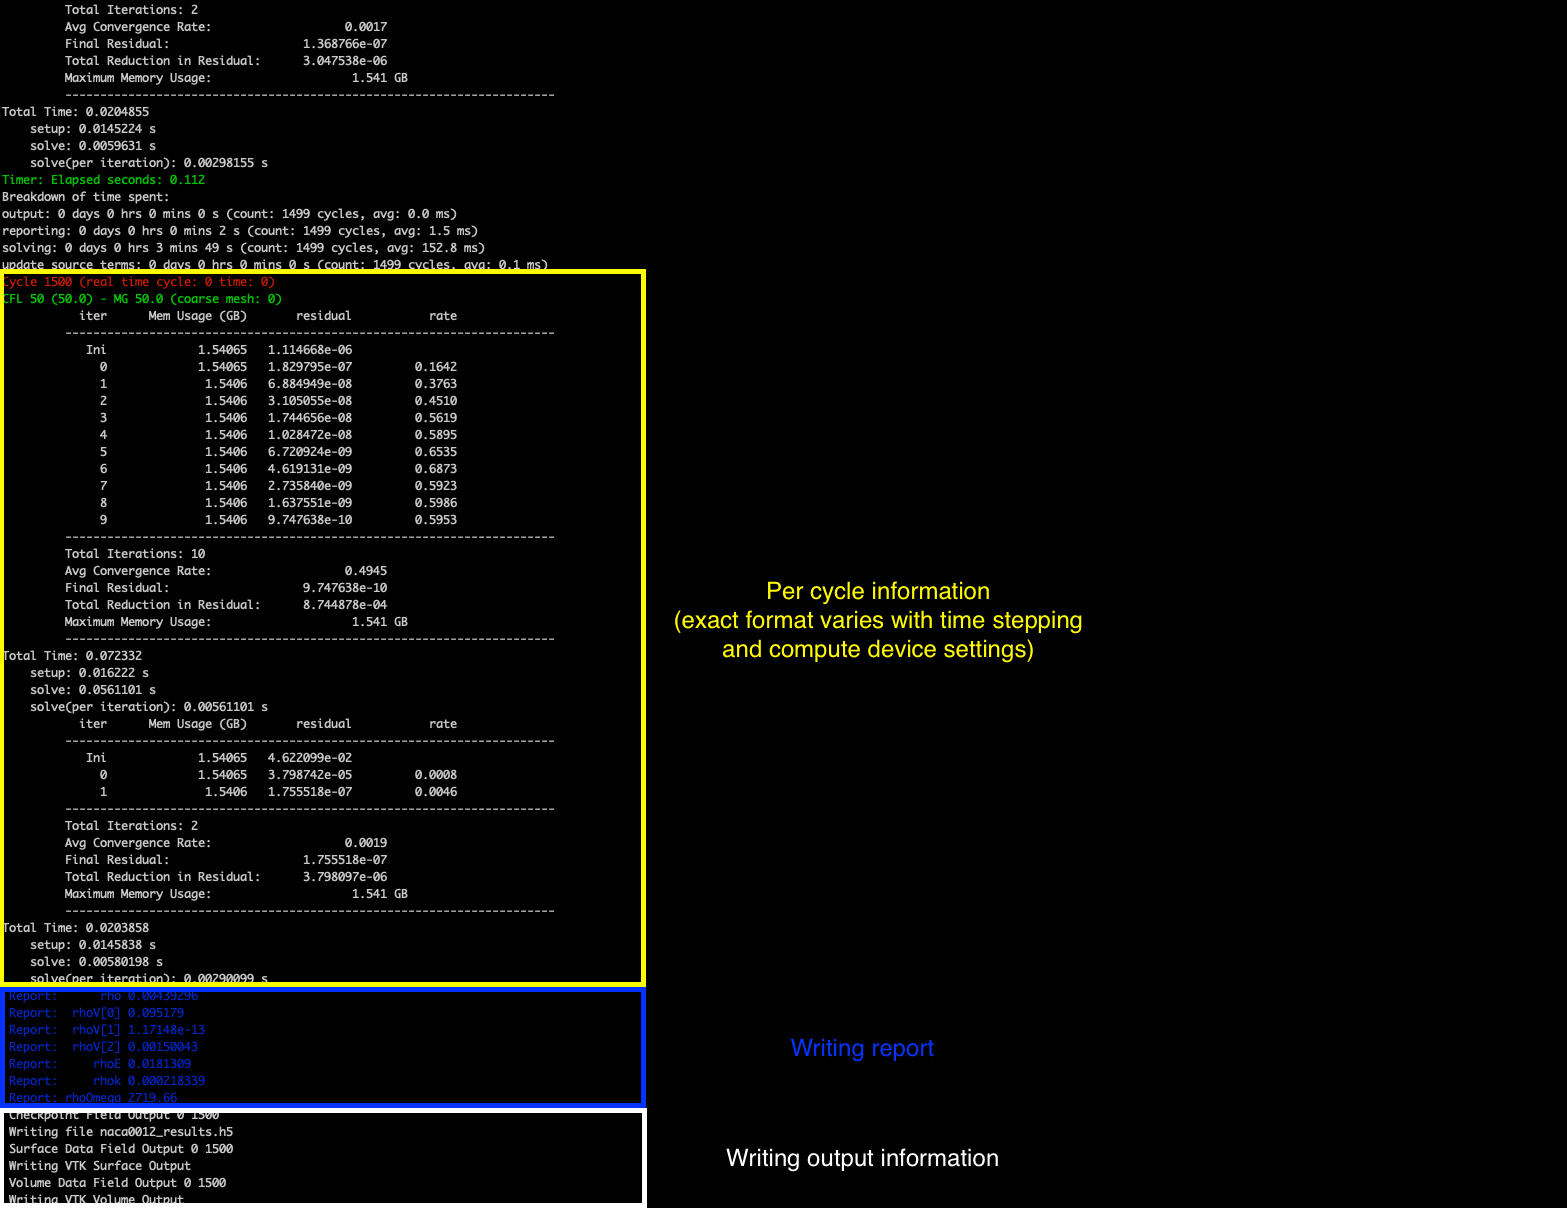 Total Iterations: 2
Avg Convergence Rate: 0.0017
Final Residual: 1.368766e-07
Total Reduction in Residual: 3.047538e-06
Maximum Memory Usage: 1.541 GB
----------------------------------------------------------------------
Total Time: 0.0204855
setup: 0.0145224 s
solve: 0.0059631 s
solve(per iteration): 0.00298155 s
Timer: Elapsed seconds: 0.112
Breakdown of time spent:
output: 0 days 0 hrs 0 mins 0 s (count: 1499 cycles, avg: 0.0 ms)
reporting: 0 days 0 hrs 0 mins 2 s (count: 1499 cycles, avg: 1.5 ms)
solving: 0 days 0 hrs 3 mins 49 s (count: 1499 cycles, avg: 152.8 ms)
update source terms: 0 days 0 hrs 0 mins 0 s (count: 1499 cycles, avg: 0.1 ms)
Cycle 1500 (real time cycle: 0 time: 0)
CFL 50 (50.0) - MG 50.0 (coarse mesh: 0)
iter Mem Usage (GB) residual rate
----------------------------------------------------------------------
Ini 1.54065 1.114668e-06
0 1.54065 1.829795e-07 0.1642
1 1.5406 6.884949e-08 0.3763
2 1.5406 3.105055e-08 0.4510
3 1.5406 1.744656e-08 0.5619
4 1.5406 1.028472e-08 0.5895
5 1.5406 6.720924e-09 0.6535
6 1.5406 4.619131e-09 0.6873
7 1.5406 2.735840e-09 0.5923
8 1.5406 1.637551e-09 0.5986
9 1.5406 9.747638e-10 0.5953
----------------------------------------------------------------------
Total Iterations: 10
Avg Convergence Rate: 0.4945
Final Residual: 9.747638e-10
Total Reduction in Residual: 8.744878e-04
Maximum Memory Usage: 1.541 GB
----------------------------------------------------------------------
Total Time: 0.072332
setup: 0.016222 s
solve: 0.0561101 s
solve(per iteration): 0.00561101 s
iter Mem Usage (GB) residual rate
----------------------------------------------------------------------
Ini 1.54065 4.622099e-02
0 1.54065 3.798742e-05 0.0008
1 1.5406 1.755518e-07 0.0046
----------------------------------------------------------------------
Total Iterations: 2
Avg Convergence Rate: 0.0019
Final Residual: 1.755518e-07
Total Reduction in Residual: 3.798097e-06
Maximum Memory Usage: 1.541 GB
----------------------------------------------------------------------
Total Time: 0.0203858
setup: 0.0145838 s
solve: 0.00580198 s
solve(per iteration): 0.00290099 s
Per cycle information
(exact format varies with time stepping
and compute device settings)
Report: rho 0.00439296
Report: rhoV[0] 0.095179
Report: rhoV[1] 1.17148e-13
Report: rhoV[2] 0.00150043
Report: rhoE 0.0181309
Report: rhok 0.000218339
Report: rhoOmega 2719.66
Writing report
Checkpoint Field Output 0 1500
Writing file naca0012_results.h5
Surface Data Field Output 0 1500
Writing VTK Surface Output
Volume Data Field Output 0 1500
Writing VTK Volume Output
Writing output information